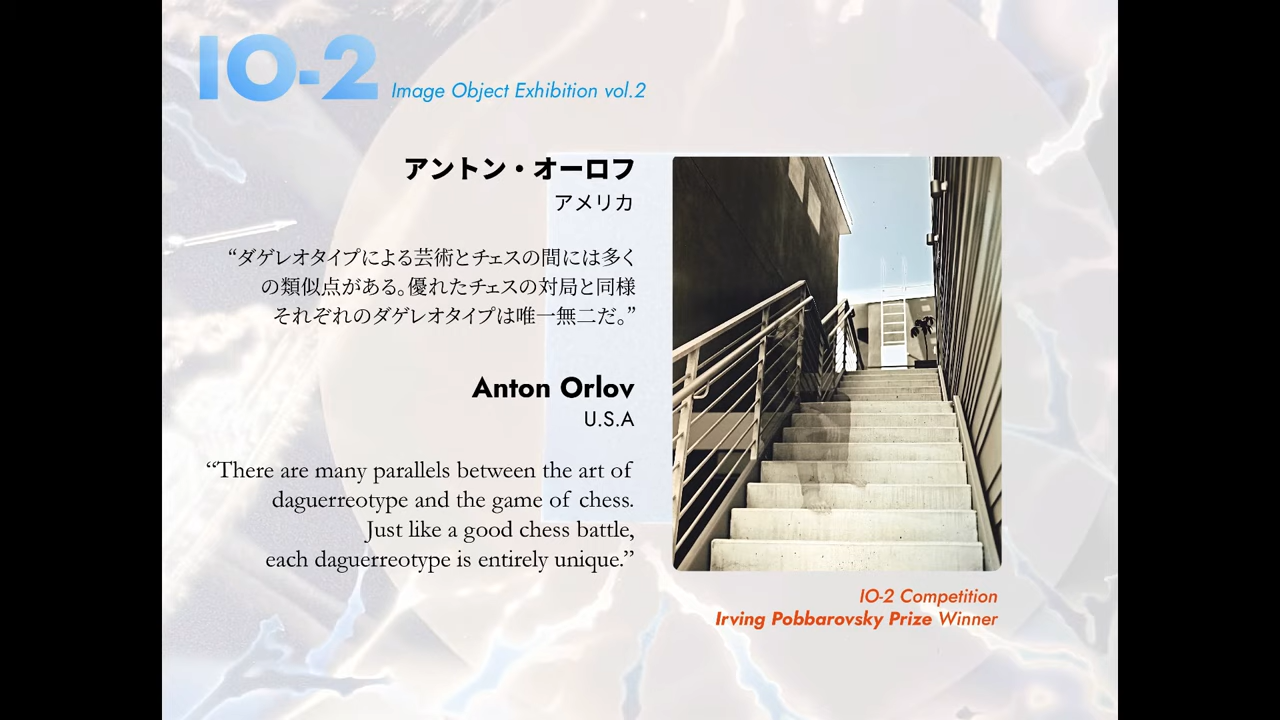 IO-2 Image Object Exhibition vol.2
アントン・オーロフ
アメリカ
“ダゲレオタイプによる芸術とチェスの間には多く
の類似点がある。優れたチェスの対局と同様
それぞれのダゲレオタイプは唯一無二だ。”
Anton Orlov
U.S.A
“There are many parallels between the art of
daguerreotype and the game of chess.
Just like a good chess battle,
each daguerreotype is entirely unique.”
IO-2 Competition
Irving Pobbarovsky Prize Winner